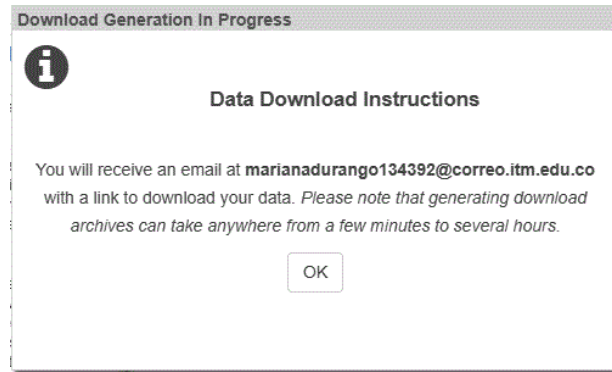 Download Generation In Progress
Data Download Instructions
You will receive an email at marianadurango134392@correo.itm.edu.co
with a link to download your data. Please note that generating download
archives can take anywhere from a few minutes to several hours.
OK